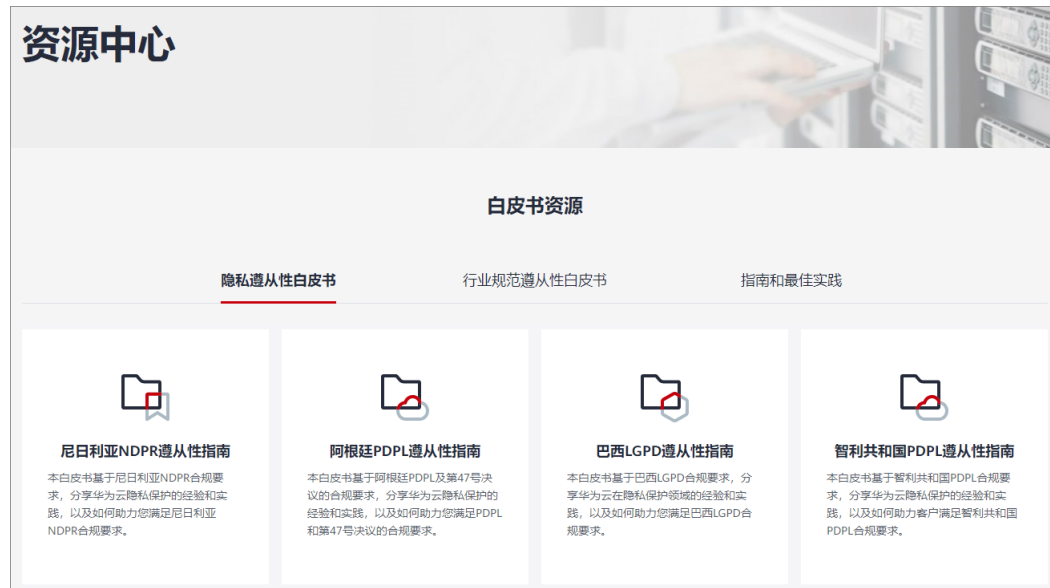 资源中心
白皮书资源
隐私遵从性白皮书
行业规范遵从性白皮书
指南和最佳实践
尼日利亚NDPR遵从性指南
本白皮书基于尼日利亚NDPR合规要
求，分享华为云隐私保护的经验和实
践，以及如何助力您满足尼日利亚
NDPR合规要求。
阿根廷PDPL遵从性指南
本白皮书基于阿根廷PDPL及第47号决
议的合规要求，分享华为云隐私保护的
经验和实践，以及如何助力您满足PDPL
和第47号决议的合规要求。
巴西LGPD遵从性指南
本白皮书基于巴西LGPD合规要求，分
享华为云在隐私保护领域的经验和实
践，以及如何助力您满足巴西LGPD合
规要求。
智利共和国PDPL遵从性指南
本白皮书基于智利共和国PDPL合规要
求，分享华为云隐私保护的经验和实
践，以及如何助力客户满足智利共和国
PDPL合规要求。